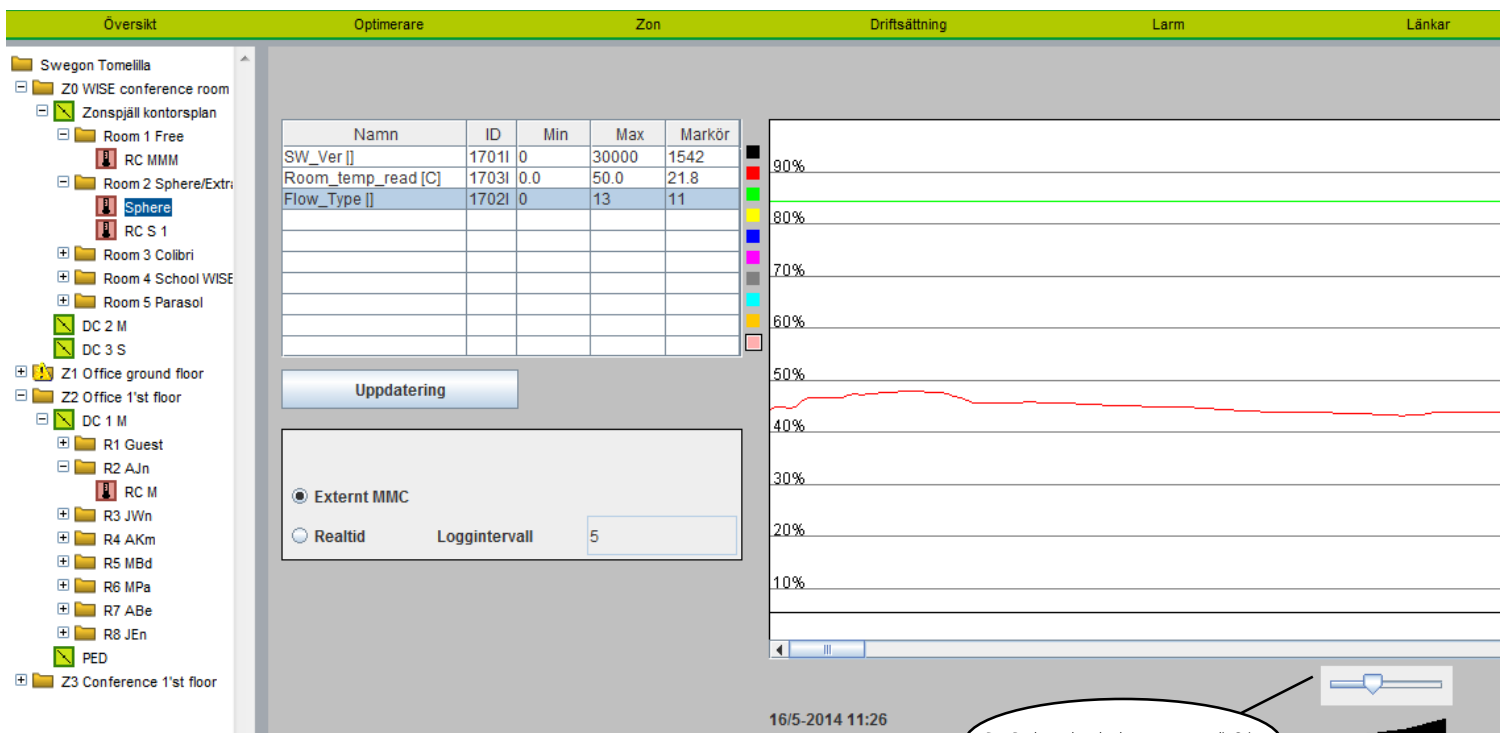 Översikt Optimerare Zon Driftsättning Larm Länkar
Swegon Tomelilla
Z0 WISE conference room
Zonspjäll kontorsplan
Room 1 Free
RC MMM
Room 2 Sphere/Extr
Sphere
RC S 1
Room 3 Colibri
Room 4 School WISE
Room 5 Parasol
DC 2 M
DC 3 S
Z1 Office ground floor
Z2 Office 1'st floor
DC 1 M
R1 Guest
R2 AJn
RC M
R3 JWn
R4 AKm
R5 MBd
R6 MPa
R7 ABe
R8 JEn
PED
Z3 Conference 1'st floor
Namn ID Min Max Markör
SW_Ver [] 1701I 0 30000 1542
Room_temp_read [C] 1703I 0.0 50.0 21.8
Flow_Type [] 1702I 0 13 11
Uppdatering
Externt MMC
Realtid Loggintervall 5
90%
80%
70%
60%
50%
40%
30%
20%
10%
16/5-2014 11:26